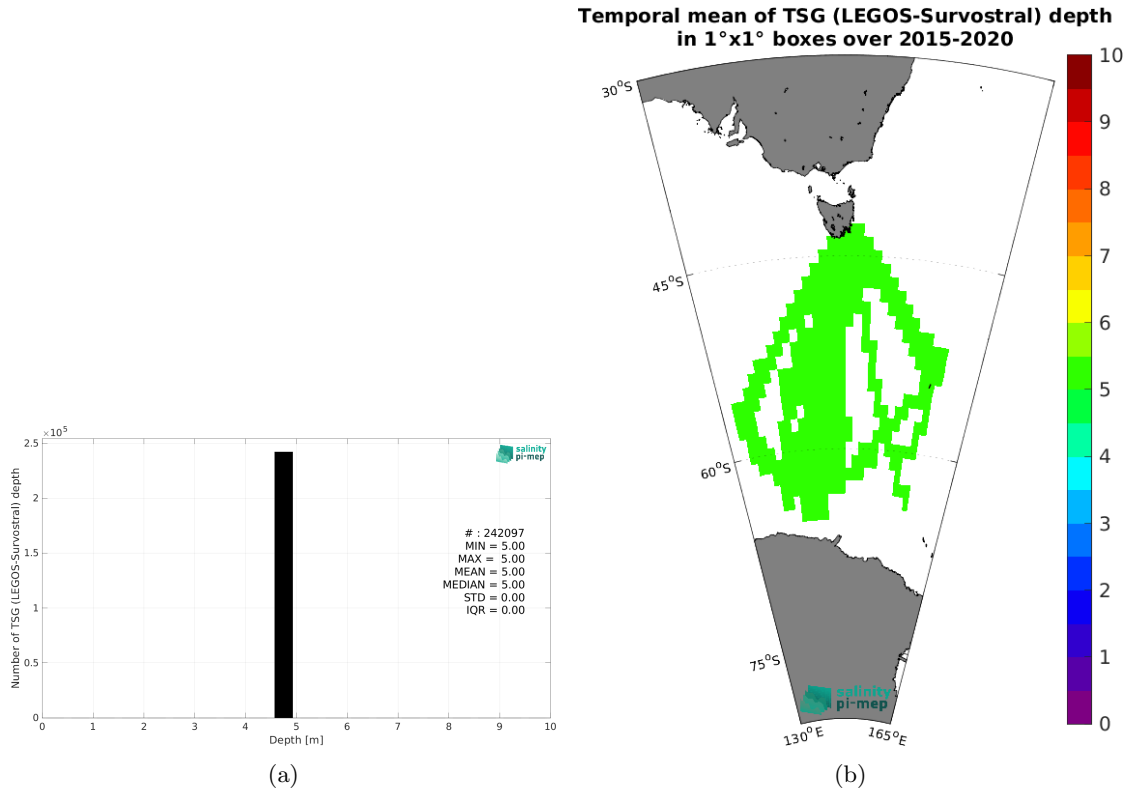 Temporal mean of TSG (LEGOS-Survostral) depth
in 1°x1° boxes over 2015-2020
×10⁵
2.5
2
1.5
1
0.5
0
Number of TSG (LEGOS-Survostral) depth
salinity
pi-mep
# : 242097
MIN = 5.00
MAX = 5.00
MEAN = 5.00
MEDIAN = 5.00
STD = 0.00
IQR = 0.00
0 1 2 3 4 5 6 7 8 9 10
Depth [m]
(a)
30°S
45°S
60°S
75°S
130°E
165°E
salinity
pi-mep
10
9
8
7
6
5
4
3
2
1
0
(b)